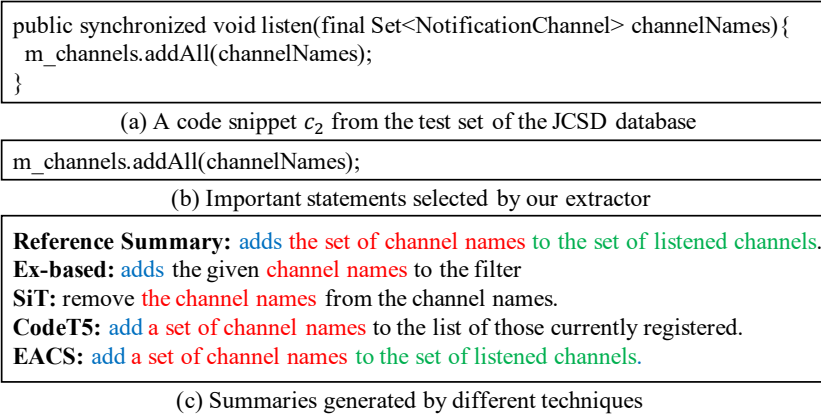 public synchronized void listen(final Set<NotificationChannel> channelNames){
m_channels.addAll(channelNames);
}
(a) A code snippet c₂ from the test set of the JCSD database
m_channels.addAll(channelNames);
(b) Important statements selected by our extractor
Reference Summary: adds the set of channel names to the set of listened channels.
Ex-based: adds the given channel names to the filter
SiT: remove the channel names from the channel names.
CodeT5: add a set of channel names to the list of those currently registered.
EACS: add a set of channel names to the set of listened channels.
(c) Summaries generated by different techniques